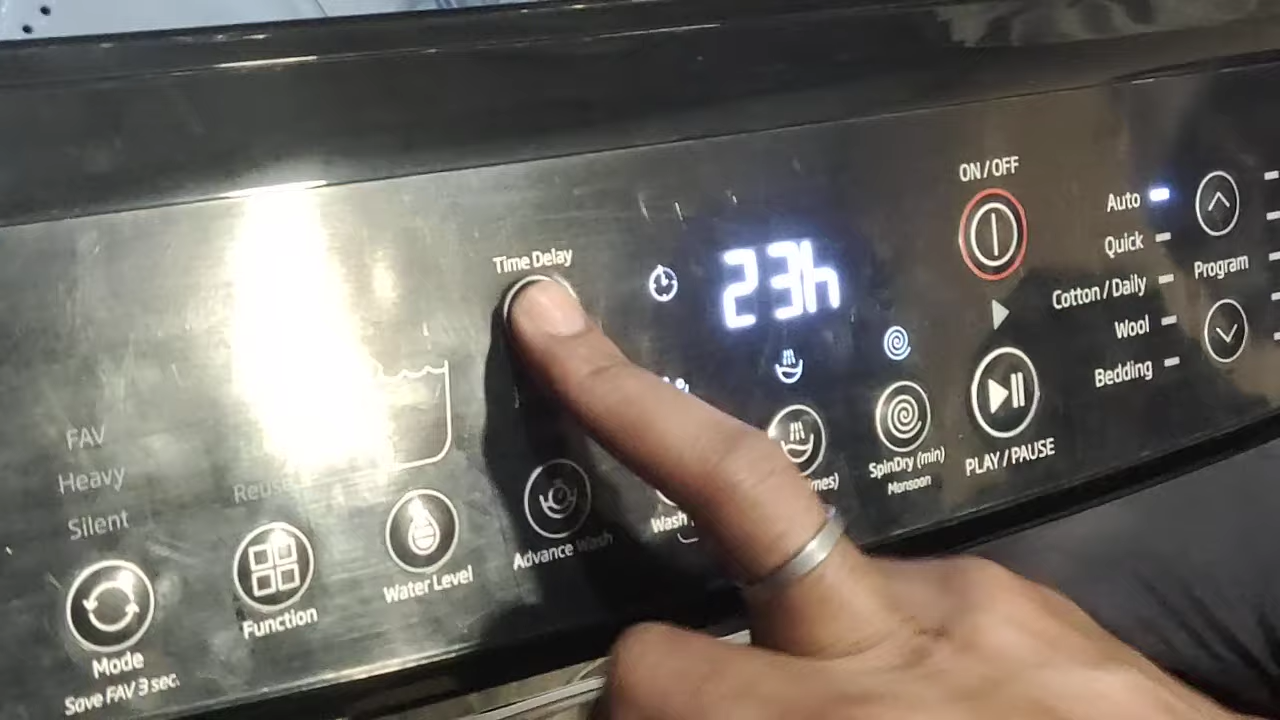 Time Delay
23h
ON / OFF
Auto
Quick
Cotton / Daily
Wool
Bedding
Program
FAV
Heavy
Silent
Reuse
Mode
Save FAV 3 sec.
Function
Water Level
Advance Wash
Wash
SpinDry (min)
Monsoon
PLAY / PAUSE